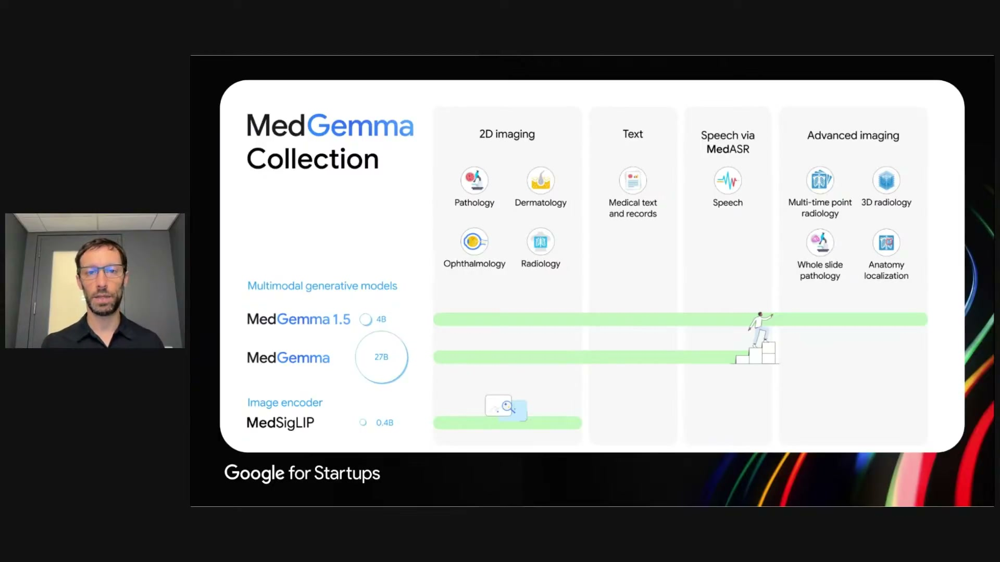 MedGemma
Collection
2D imaging
Pathology
Dermatology
Ophthalmology
Radiology
Text
Medical text
and records
Speech via
MedASR
Speech
Advanced imaging
Multi-time point
radiology
3D radiology
Whole slide
pathology
Anatomy
localization
Multimodal generative models
MedGemma 1.5 4B
MedGemma 27B
Image encoder
MedSigLIP 0.4B
Google for Startups